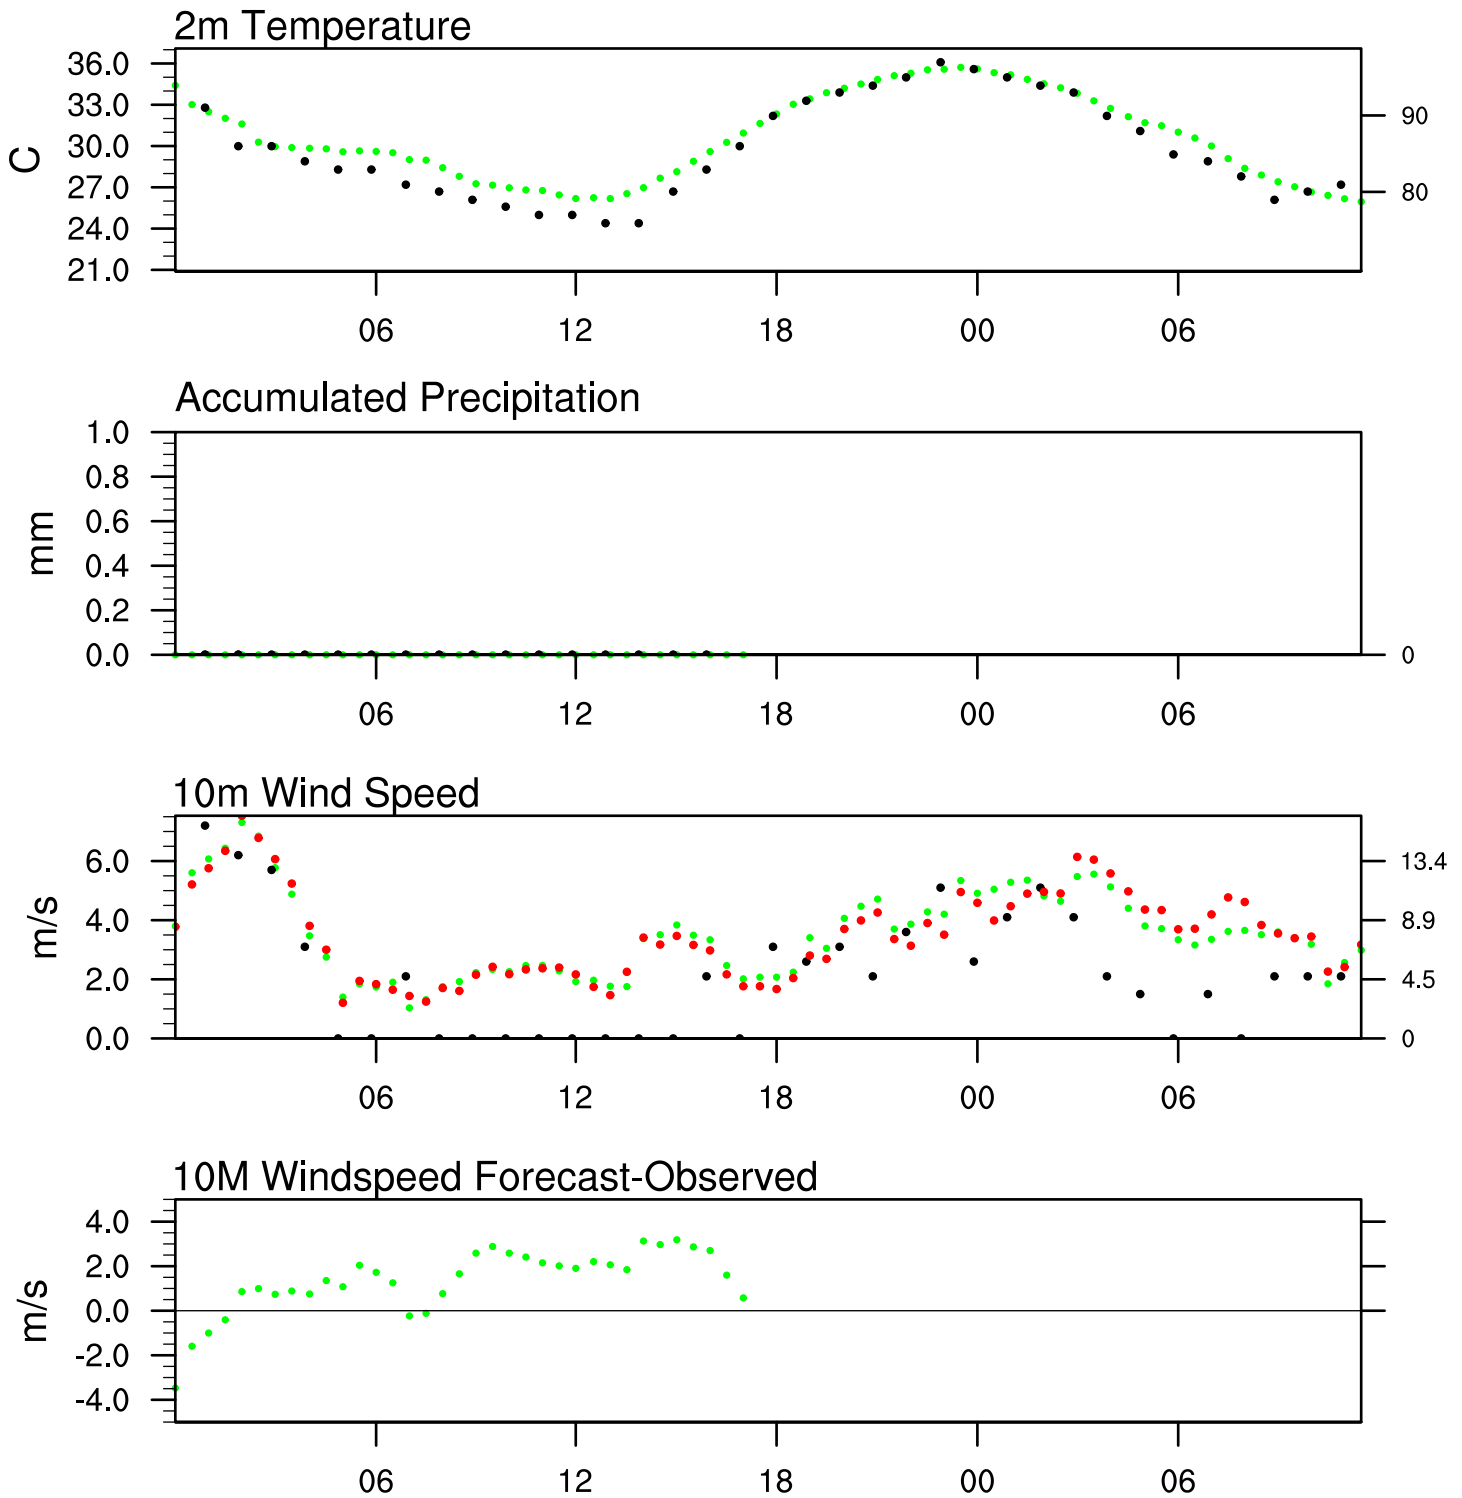 2m Temperature
36.0
33.0
30.0
27.0
24.0
21.0
C
90
80
06 12 18 00 06
Accumulated Precipitation
1.0
0.8
0.6
0.4
0.2
0.0
mm
0
06 12 18 00 06
10m Wind Speed
6.0
4.0
2.0
0.0
m/s
13.4
8.9
4.5
0
06 12 18 00 06
10M Windspeed Forecast-Observed
4.0
2.0
0.0
-2.0
-4.0
m/s
06 12 18 00 06